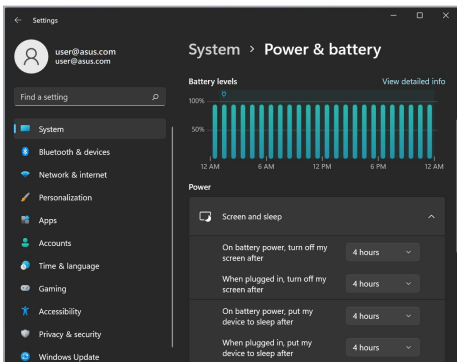 Settings
user@asus.com
user@asus.com
Find a setting
System
Bluetooth & devices
Network & internet
Personalization
Apps
Accounts
Time & language
Gaming
Accessibility
Privacy & security
Windows Update
System > Power & battery
Battery levels
View detailed info
100%
50%
12 AM 6 AM 12 PM 6 PM 12 AM
Power
Screen and sleep
On battery power, turn off my
screen after
4 hours
When plugged in, turn off my
screen after
4 hours
On battery power, put my
device to sleep after
4 hours
When plugged in, put my
device to sleep after
4 hours